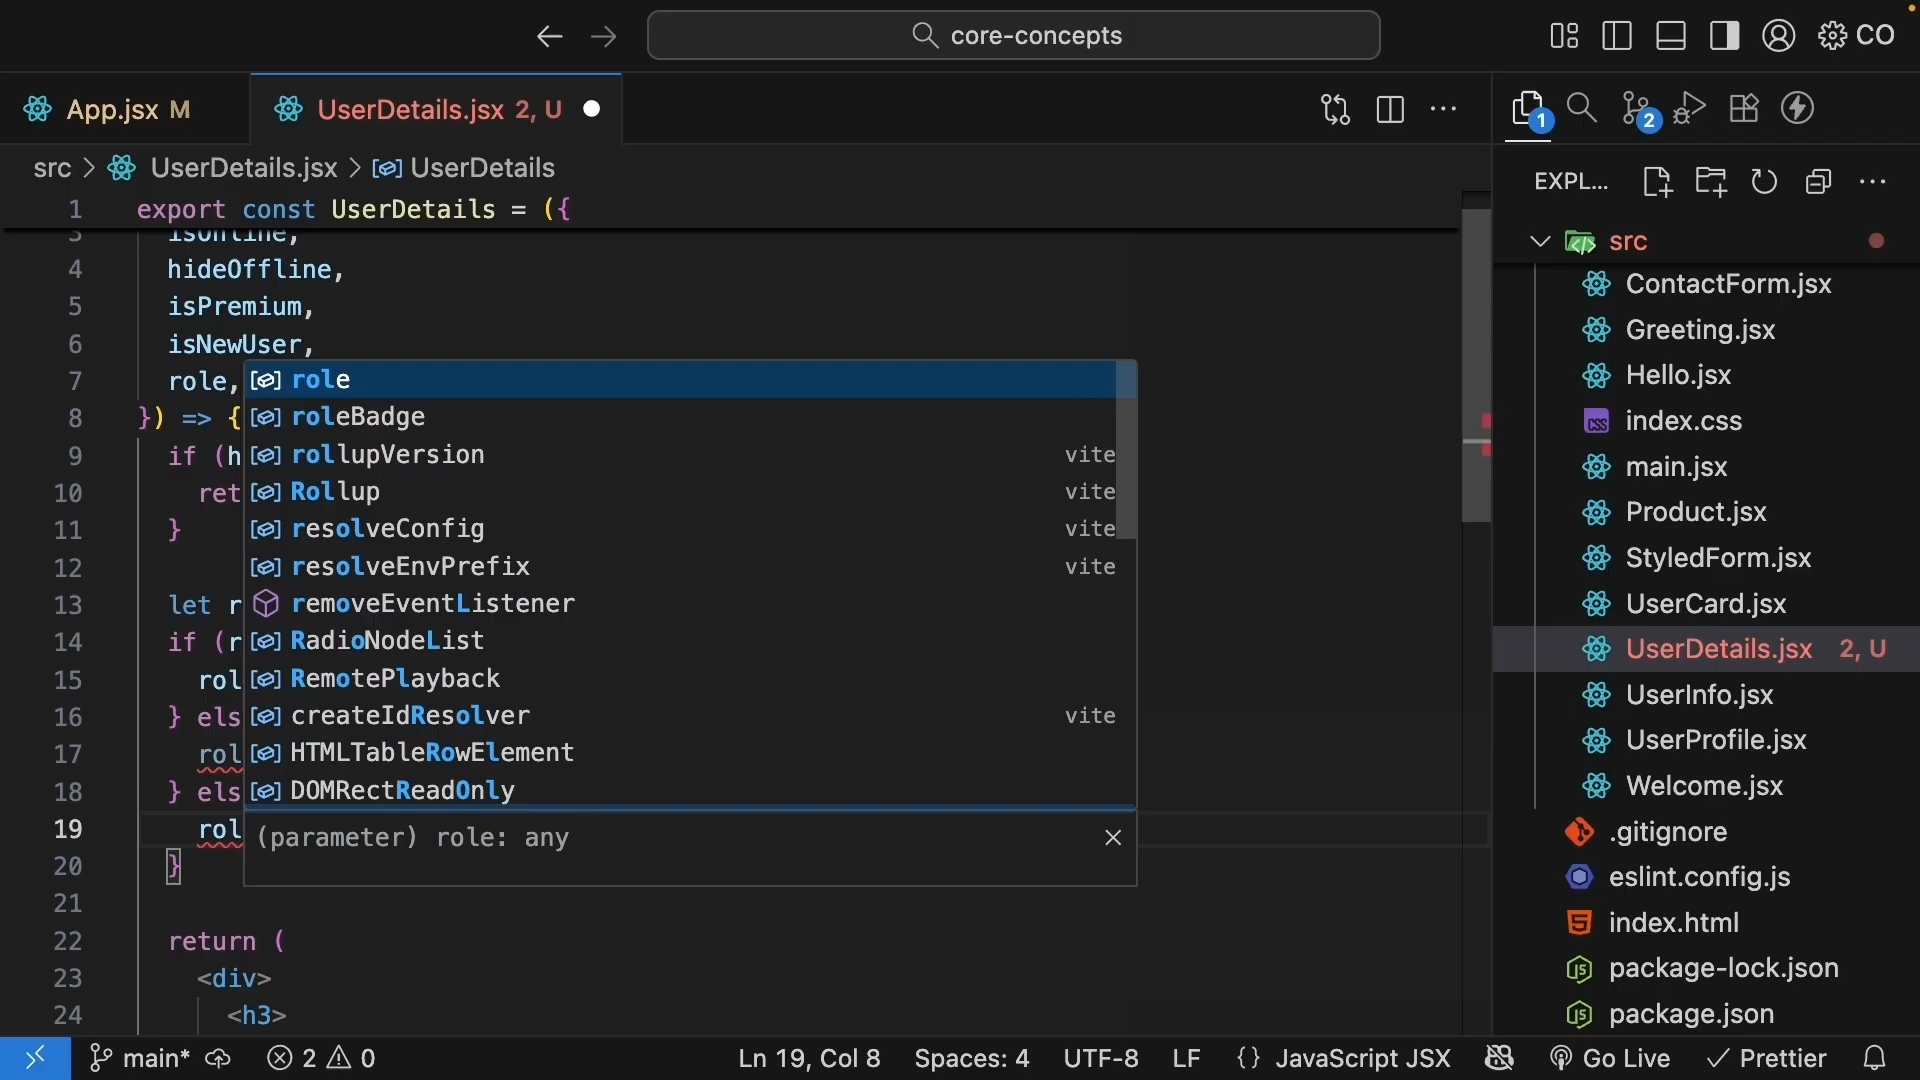 core-concepts
CO
App.jsx M
UserDetails.jsx 2, U
1
2
src > UserDetails.jsx > UserDetails
EXPL...
1 export const UserDetails = ({
3 isOnline,
4 hideOffline,
5 isPremium,
6 isNewUser,
7 role,
8 }) => {
9 if (h
10 ret
11 }
12
13 let r
14 if (r
15 rol
16 } els
17 rol
18 } els
19 rol
20 }
21
22 return (
23 <div>
24 <h3>
role
roleBadge
rollupVersion vite
Rollup vite
resolveConfig vite
resolveEnvPrefix vite
removeEventListener
RadioNodeList
RemotePlayback
createIdResolver vite
HTMLTableRowElement
DOMRectReadOnly
(parameter) role: any
src
ContactForm.jsx
Greeting.jsx
Hello.jsx
index.css
main.jsx
Product.jsx
StyledForm.jsx
UserCard.jsx
UserDetails.jsx 2, U
UserInfo.jsx
UserProfile.jsx
Welcome.jsx
.gitignore
eslint.config.js
index.html
package-lock.json
package.json
main* 2 0 Ln 19, Col 8 Spaces: 4 UTF-8 LF {} JavaScript JSX Go Live Prettier